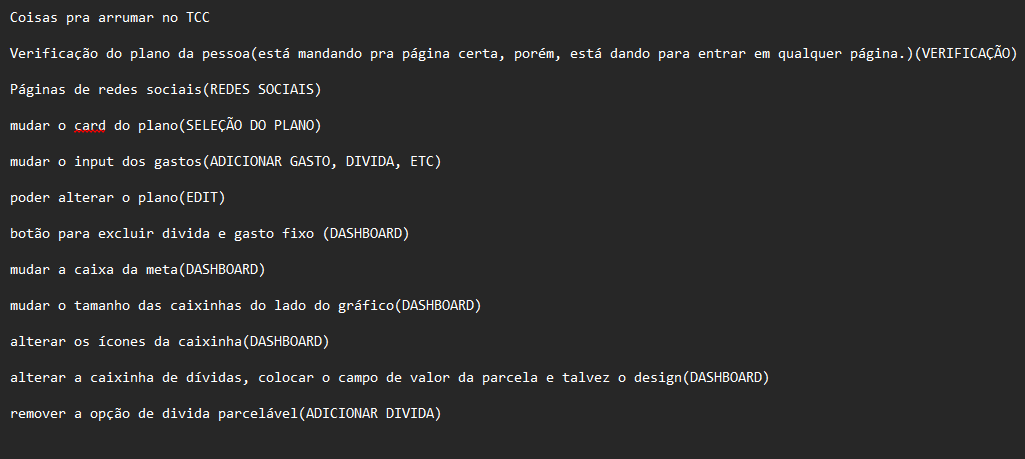 Coisas pra arrumar no TCC
Verificação do plano da pessoa(está mandando pra página certa, porém, está dando para entrar em qualquer página.)(VERIFICAÇÃO)
Páginas de redes sociais(REDES SOCIAIS)
mudar o card do plano(SELEÇÃO DO PLANO)
mudar o input dos gastos(ADICIONAR GASTO, DIVIDA, ETC)
poder alterar o plano(EDIT)
botão para excluir divida e gasto fixo (DASHBOARD)
mudar a caixa da meta(DASHBOARD)
mudar o tamanho das caixinhas do lado do gráfico(DASHBOARD)
alterar os ícones da caixinha(DASHBOARD)
alterar a caixinha de dívidas, colocar o campo de valor da parcela e talvez o design(DASHBOARD)
remover a opção de divida parcelável(ADICIONAR DIVIDA)